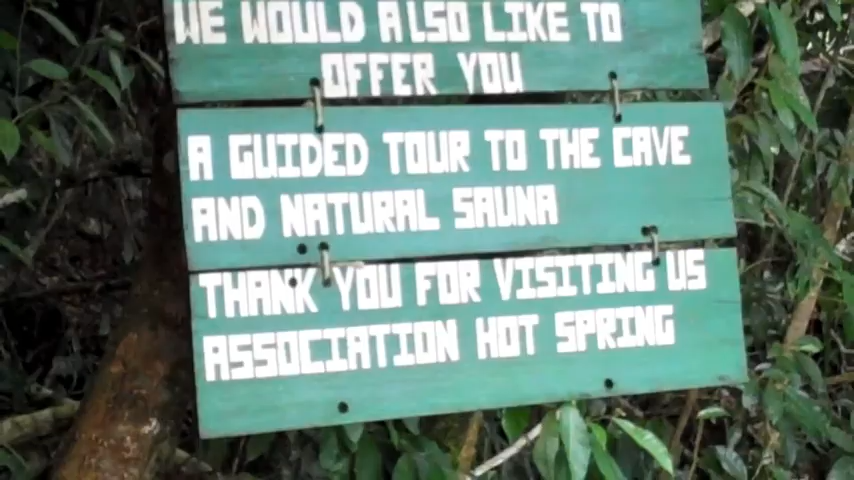 WE WOULD ALSO LIKE TO
OFFER YOU
A GUIDED TOUR TO THE CAVE
AND NATURAL SAUNA
THANK YOU FOR VISITING US
ASSOCIATION HOT SPRING